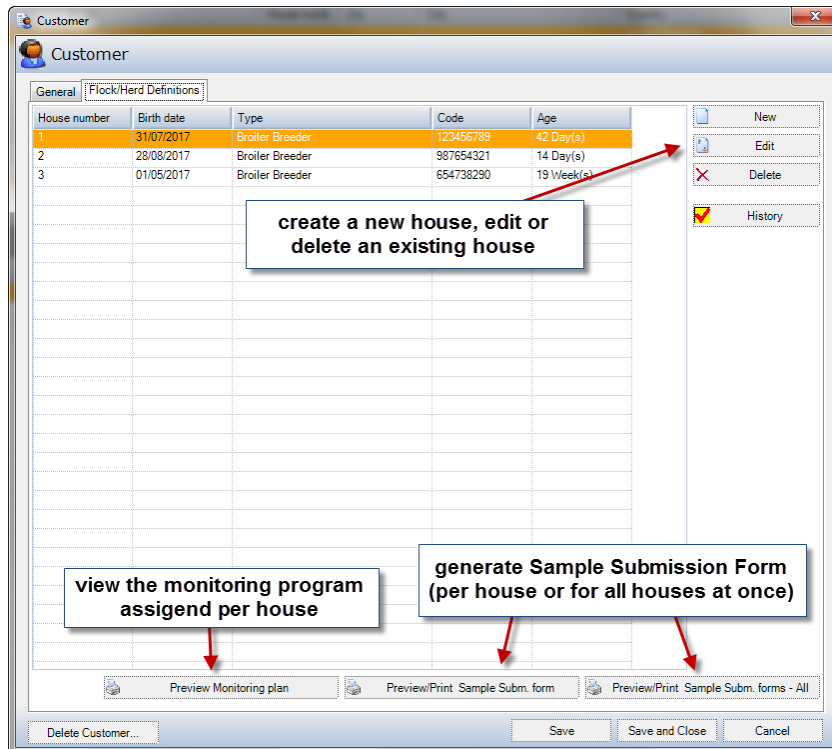 Customer
Customer
General Flock/Herd Definitions
House number Birth date Type Code Age
1 31/07/2017 Broiler Breeder 123456789 42 Day(s)
2 28/08/2017 Broiler Breeder 987654321 14 Day(s)
3 01/05/2017 Broiler Breeder 654738290 19 Week(s)
New
Edit
Delete
History
create a new house, edit or
delete an existing house
view the monitoring program
assigend per house
generate Sample Submission Form
(per house or for all houses at once)
Preview Monitoring plan Preview/Print Sample Subm. form Preview/Print Sample Subm. forms - All
Delete Customer... Save Save and Close Cancel